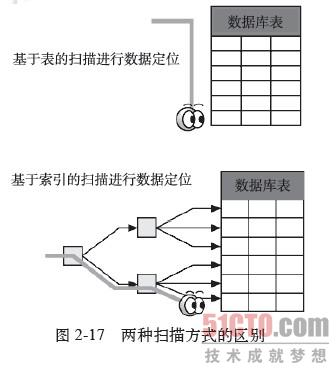 数据库表
基于表的扫描进行数据定位
基于索引的扫描进行数据定位
数据库表
图 2-17 两种扫描方式的区别
51CTO.com
技术成就梦想